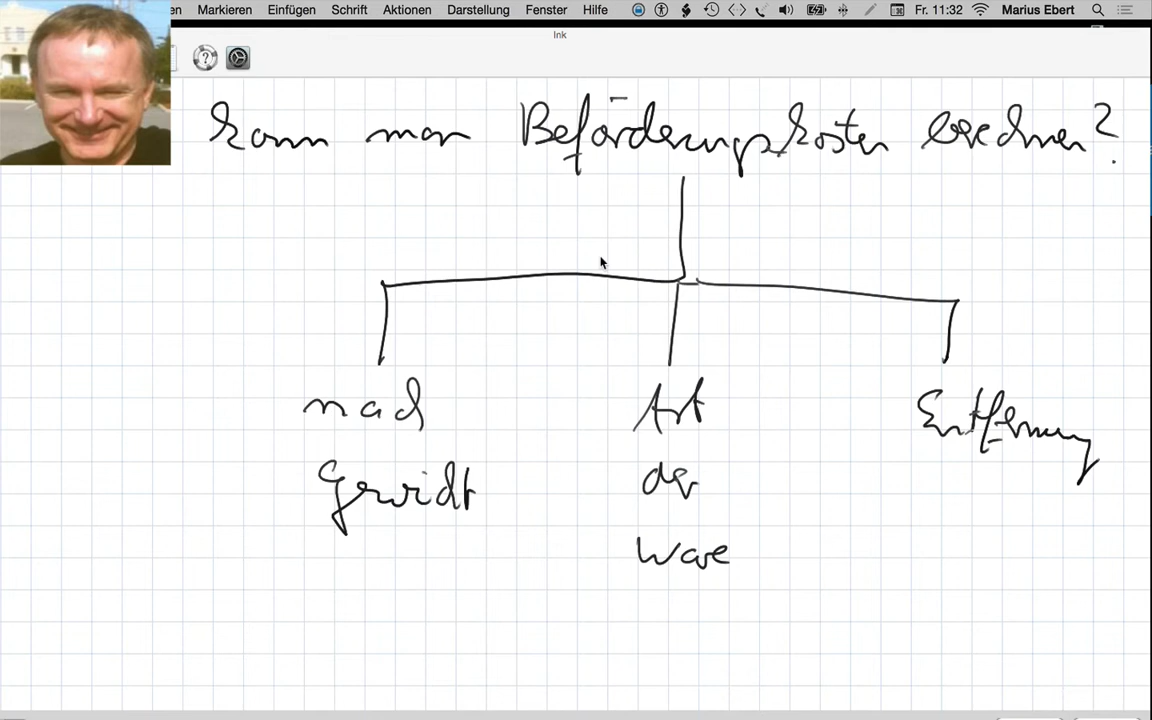 en Markieren Einfügen Schrift Aktionen Darstellung Fenster Hilfe Fr. 11:32 Marius Ebert
Ink
kann man Beförderungskosten berechnen?
nach
Gewicht
Art
der
Ware
Entfernung